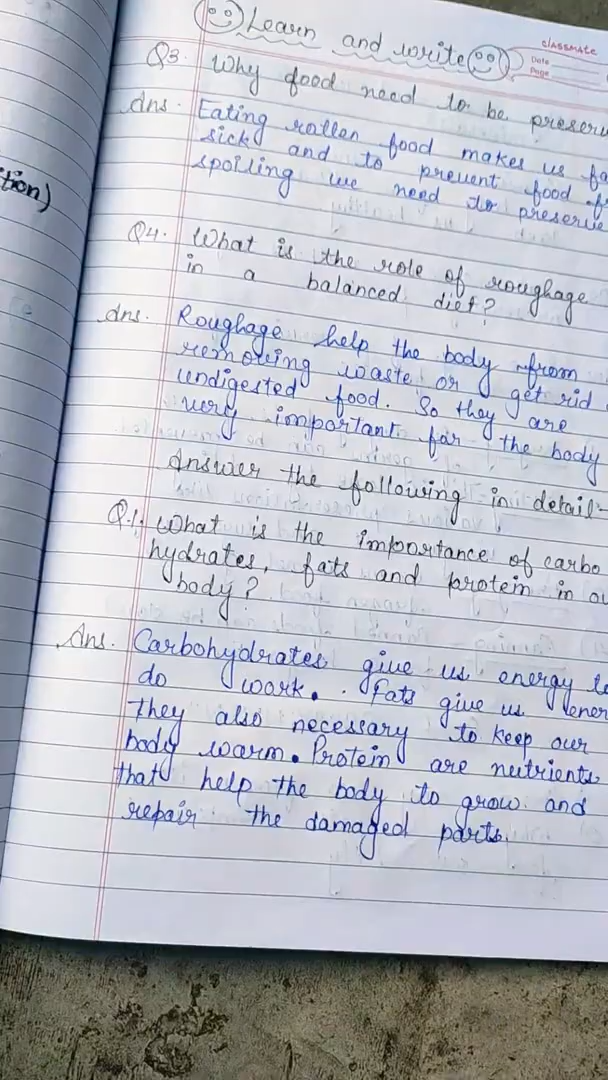 Learn and write
CLASSMATE
Date
Page
Q3. Why food need to be preserv
Ans. Eating rotten food makes us fa
sick and to prevent food f
spoiling we need to preserve
ition)
Q4. What is the role of roughage
in a balanced diet?
Ans. Roughage help the body from
removing waste or get rid
undigested food. So they are
very important for the body
Answer the following in detail:-
Q.1. What is the importance of carbo
hydrates, fats and protein in ou
body?
Ans. Carbohydrates give us energy to
do work. Fats give us ener
They also necessary to keep our
body warm. Protein are nutrients
that help the body to grow and
repair the damaged parts.